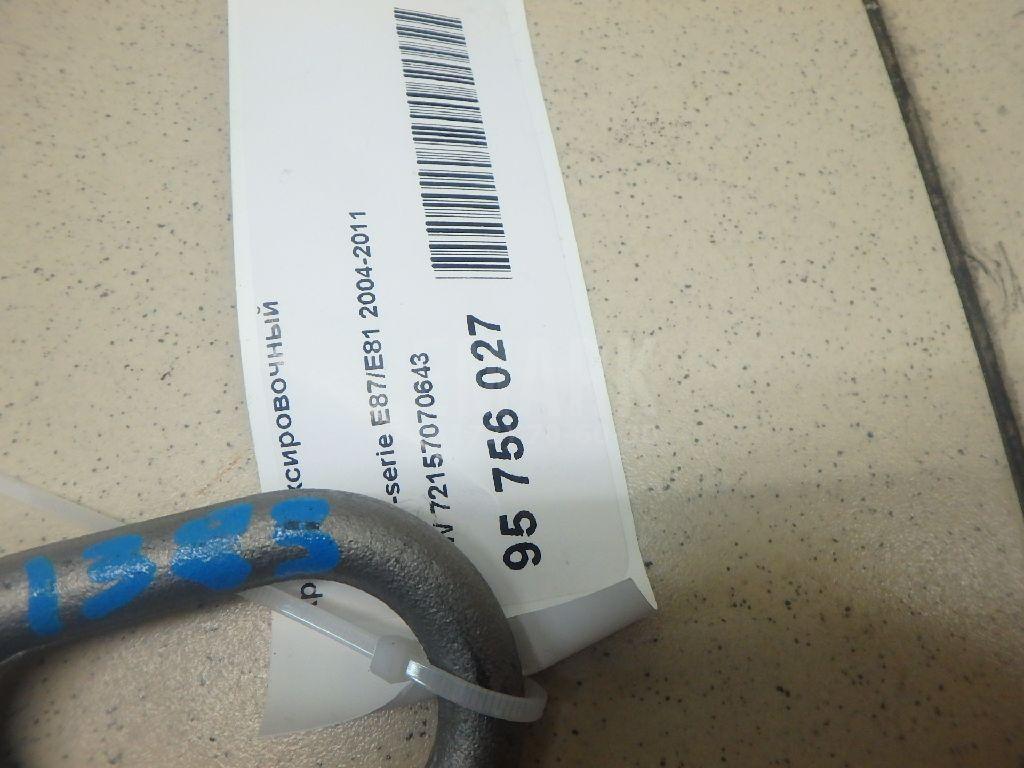 ксировочный
-serie E87/E81 2004-2011
72157070643
95 756 027